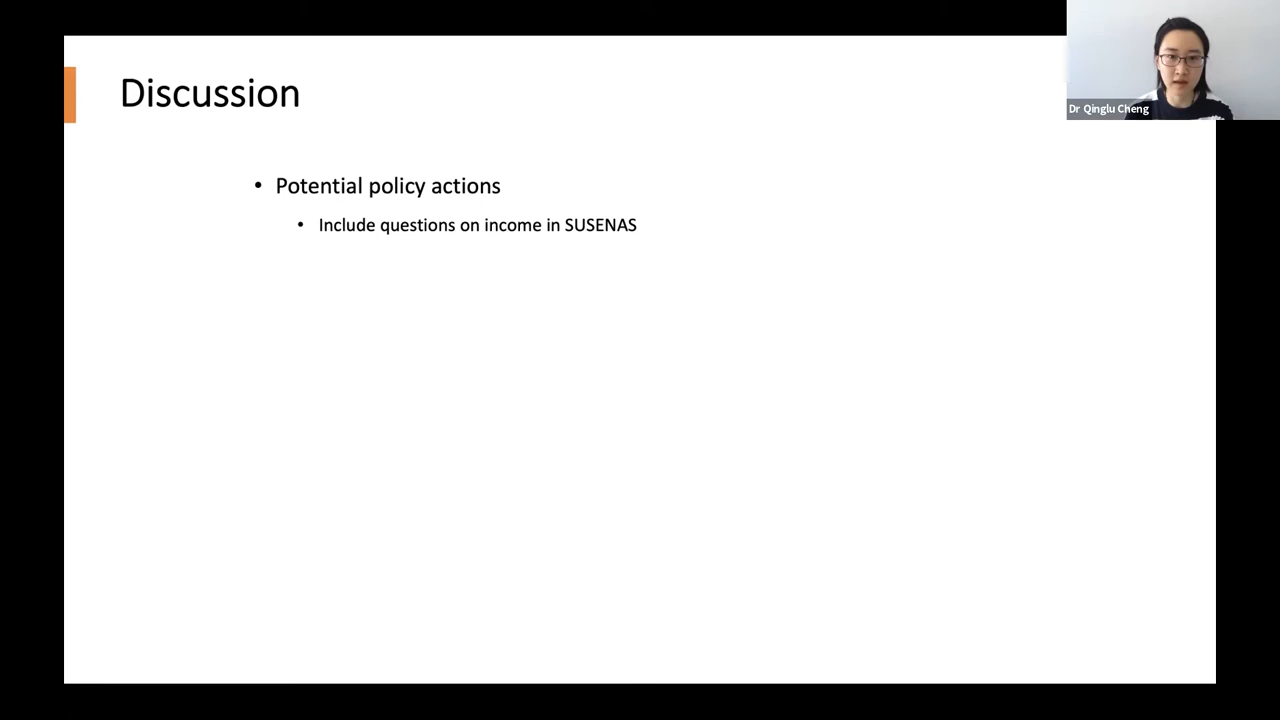 Discussion
Dr Qinglu Cheng
• Potential policy actions
• Include questions on income in SUSENAS